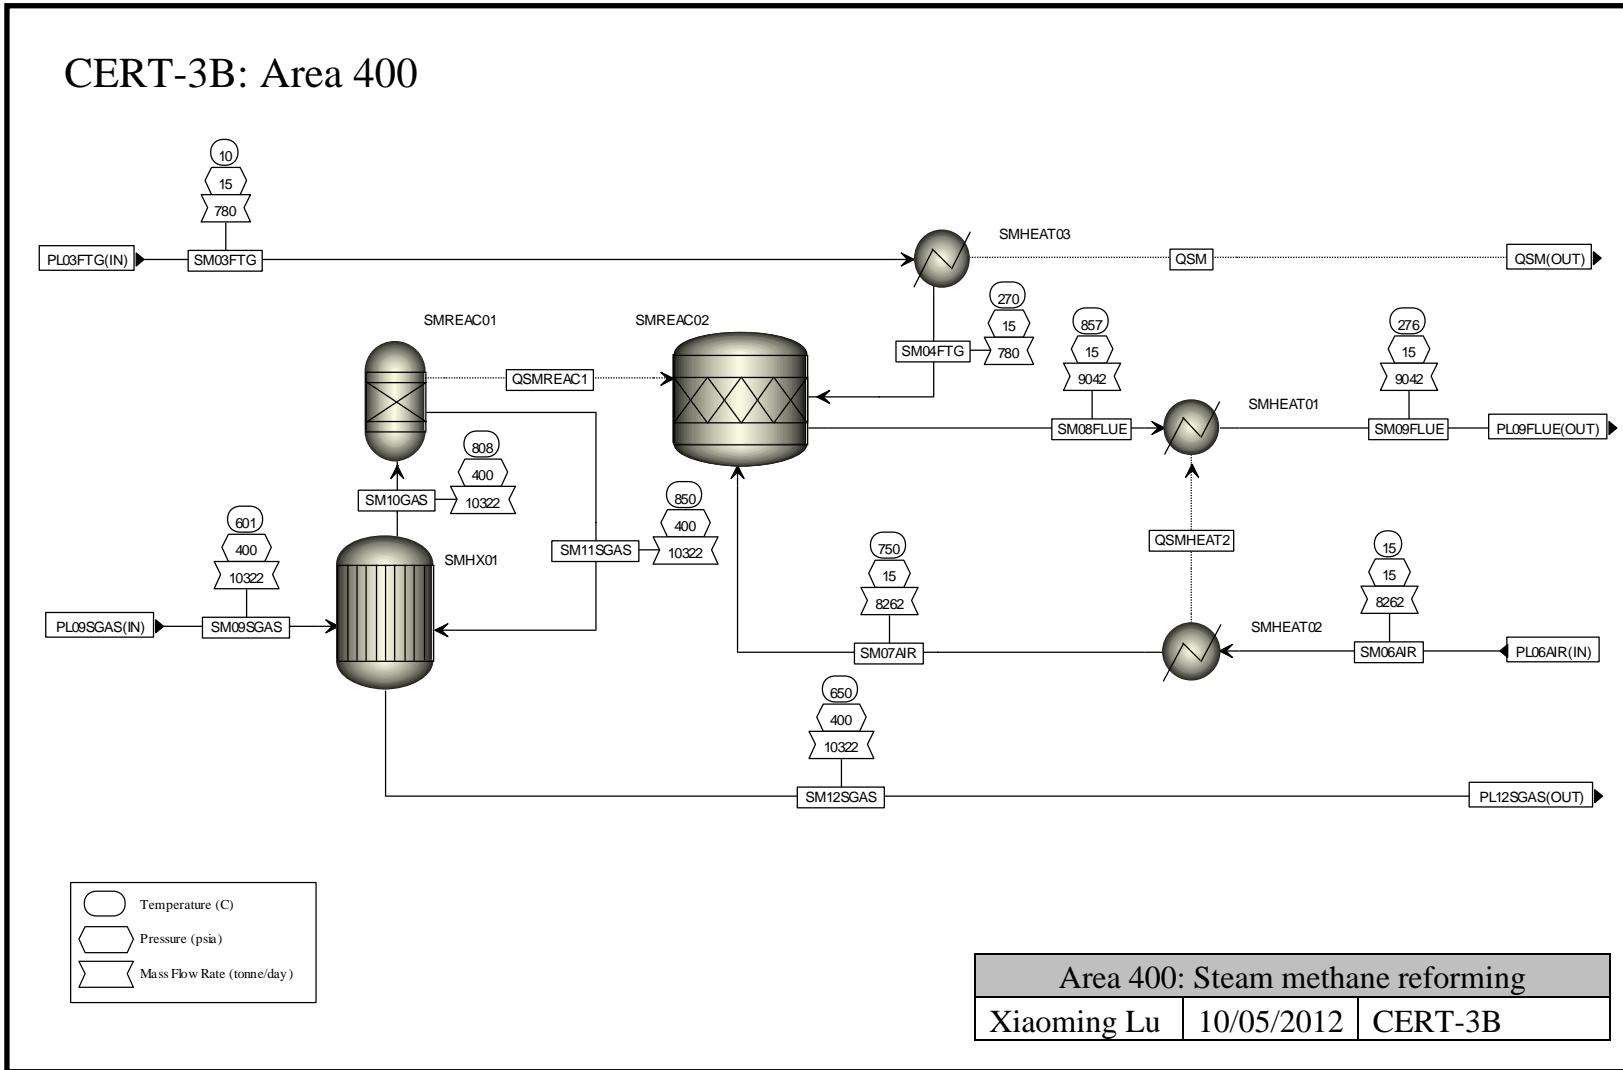 CERT-3B: Area 400
10
15
780
PL03FTG(IN)
SM03FTG
SMHEAT03
QSM
QSM(OUT)
SMREAC01
SMREAC02
QSMREAC1
SM04FTG
270
15
780
857
15
9042
SM08FLUE
SMHEAT01
276
15
9042
SM09FLUE
PL09FLUE(OUT)
808
400
10322
SM10GAS
601
400
10322
PL09SGAS(IN)
SM09SGAS
SMHX01
850
400
10322
SM11SGAS
750
15
8262
SM07AIR
QSMHEAT2
SMHEAT02
15
15
8262
SM06AIR
PL06AIR(IN)
650
400
10322
SM12SGAS
PL12SGAS(OUT)
Temperature (C)
Pressure (psia)
Mass Flow Rate (tonne/day)
Area 400: Steam methane reforming
Xiaoming Lu 10/05/2012 CERT-3B